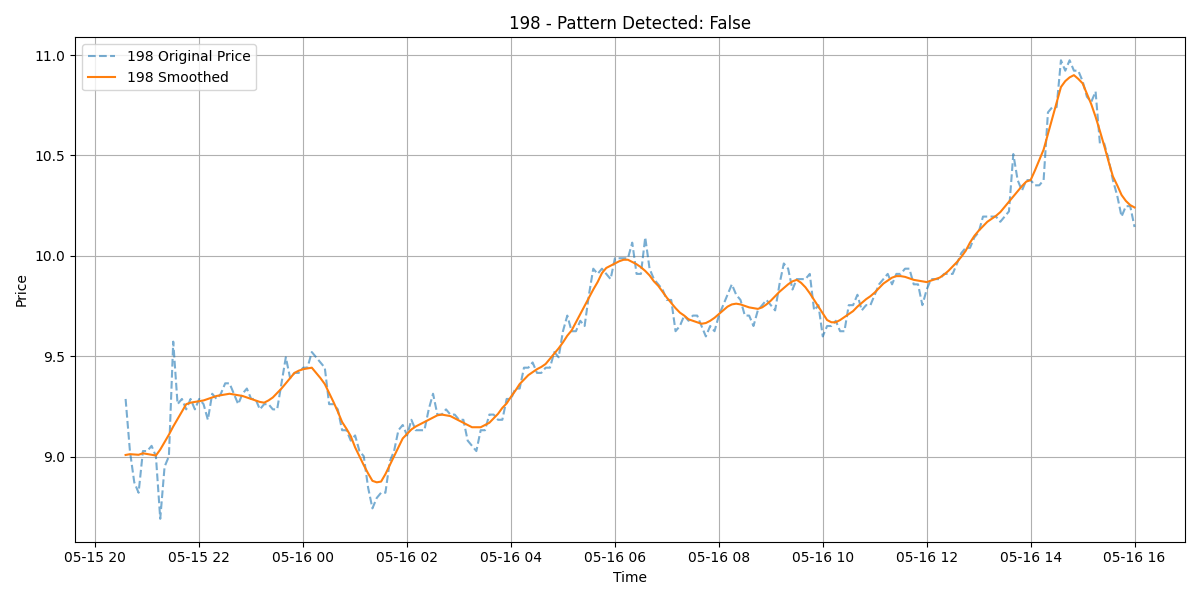 198 - Pattern Detected: False
198 Original Price
198 Smoothed
Price
11.0
10.5
10.0
9.5
9.0
05-15 20 05-15 22 05-16 00 05-16 02 05-16 04 05-16 06 05-16 08 05-16 10 05-16 12 05-16 14 05-16 16
Time